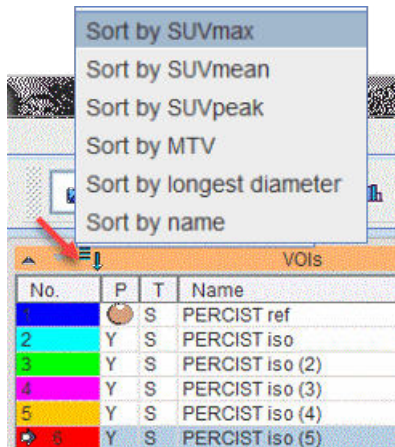 Sort by SUVmax
Sort by SUVmean
Sort by SUVpeak
Sort by MTV
Sort by longest diameter
Sort by name
VOIs
No. P T Name
1 S PERCIST ref
2 Y S PERCIST iso
3 Y S PERCIST iso (2)
4 Y S PERCIST iso (3)
5 Y S PERCIST iso (4)
6 Y S PERCIST iso (5)